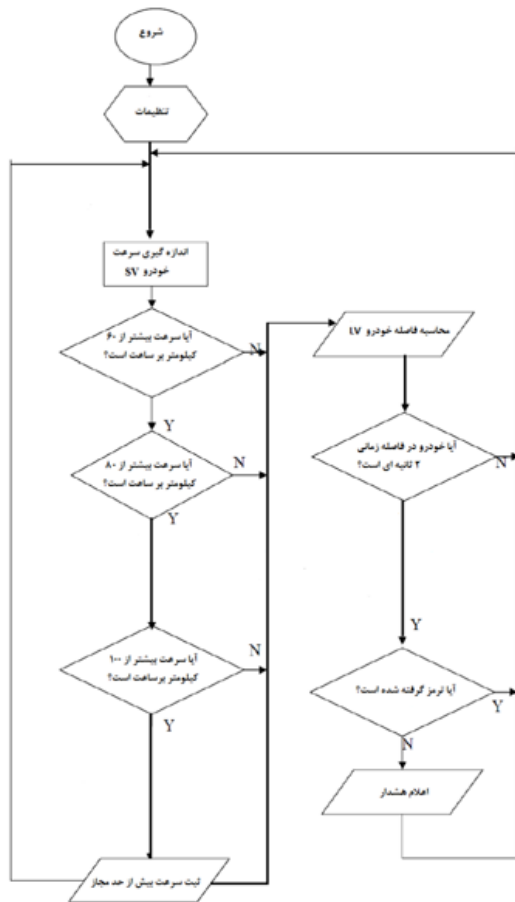 شروع
تنظیمات
اندازه گیری سرعت
خودرو SV
آیا سرعت بیشتر از ۶۰
کیلومتر بر ساعت است؟
N
Y
آیا سرعت بیشتر از ۸۰
کیلومتر بر ساعت است؟
N
Y
آیا سرعت بیشتر از ۱۰۰
کیلومتر برساعت است؟
N
Y
ثبت سرعت بیش از حد مجاز
محاسبه فاصله خودرو LV
آیا خودرو در فاصله زمانی
۲ ثانیه ای است؟
N
Y
آیا ترمز گرفته شده است؟
Y
N
اعلام هشدار